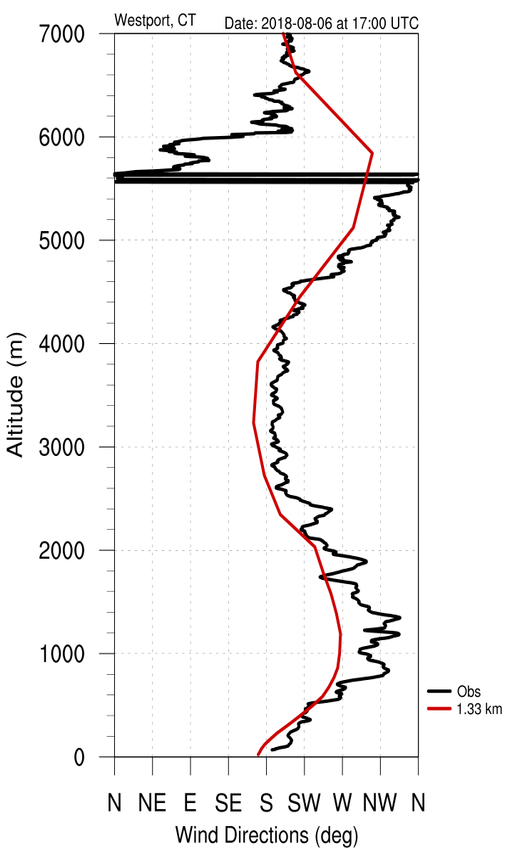 Westport, CT Date: 2018-08-06 at 17:00 UTC
7000
6000
5000
4000
3000
2000
1000
0
Altitude (m)
Obs
1.33 km
N NE E SE S SW W NW N
Wind Directions (deg)